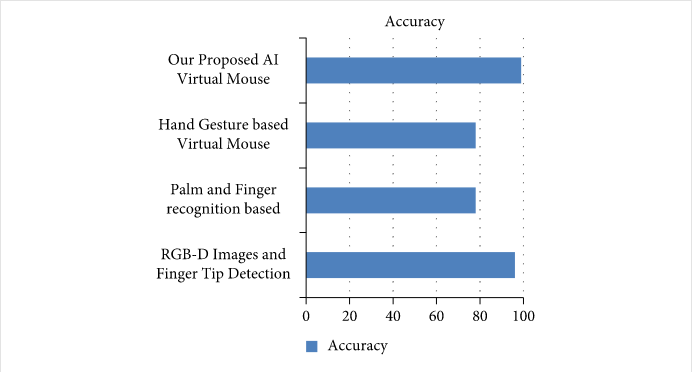 Accuracy
Our Proposed AI
Virtual Mouse
Hand Gesture based
Virtual Mouse
Palm and Finger
recognition based
RGB-D Images and
Finger Tip Detection
0 20 40 60 80 100
Accuracy